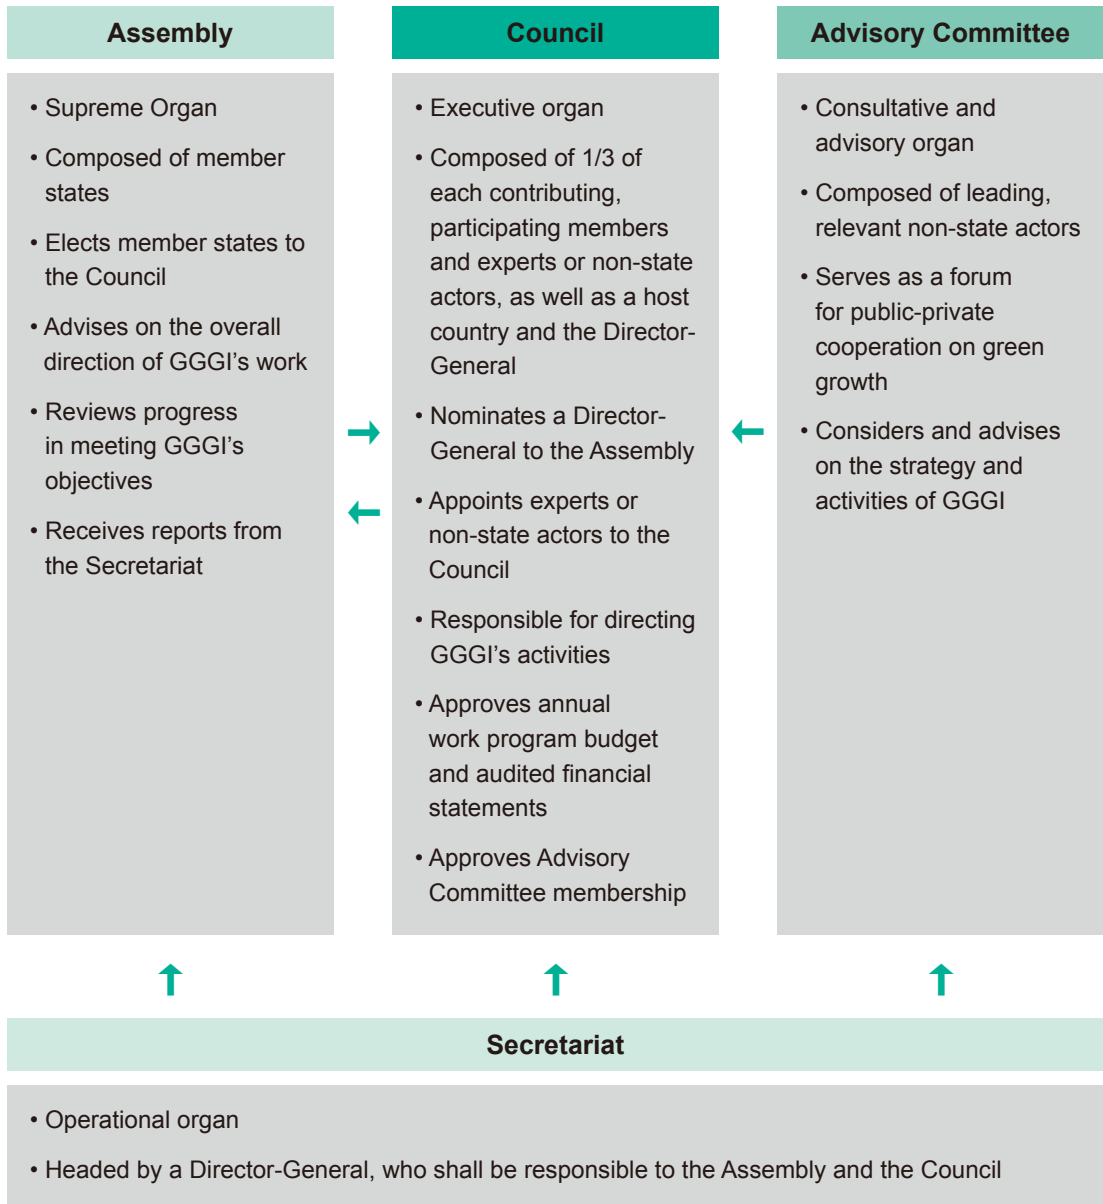 Assembly
• Supreme Organ
• Composed of member
states
• Elects member states to
the Council
• Advises on the overall
direction of GGGI’s work
• Reviews progress
in meeting GGGI’s
objectives
• Receives reports from
the Secretariat
Council
• Executive organ
• Composed of 1/3 of
each contributing,
participating members
and experts or non-state
actors, as well as a host
country and the Director-
General
• Nominates a Director-
General to the Assembly
• Appoints experts or
non-state actors to the
Council
• Responsible for directing
GGGI’s activities
• Approves annual
work program budget
and audited financial
statements
• Approves Advisory
Committee membership
Advisory Committee
• Consultative and
advisory organ
• Composed of leading,
relevant non-state actors
• Serves as a forum
for public-private
cooperation on green
growth
• Considers and advises
on the strategy and
activities of GGGI
Secretariat
• Operational organ
• Headed by a Director-General, who shall be responsible to the Assembly and the Council